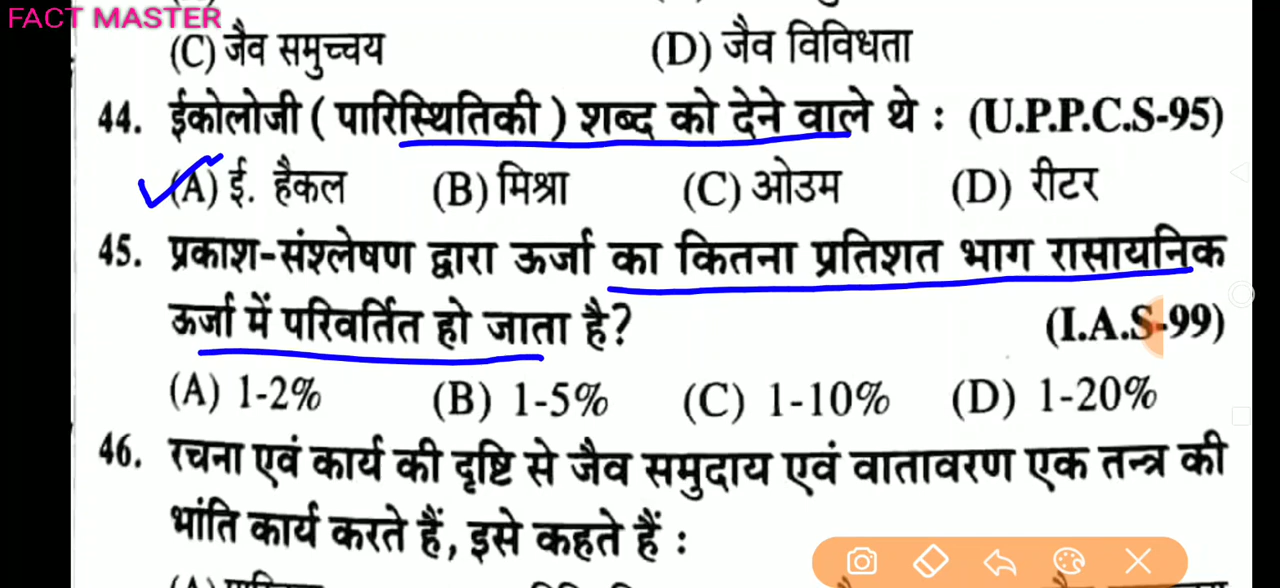 FACT MASTER
(C) जैव समुच्चय (D) जैव विविधता
44. ईकोलोजी ( पारिस्थितिकी ) शब्द को देने वाले थे : (U.P.P.C.S-95)
(A) ई. हैकल (B) मिश्रा (C) ओउम (D) रीटर
45. प्रकाश-संश्लेषण द्वारा ऊर्जा का कितना प्रतिशत भाग रासायनिक
ऊर्जा में परिवर्तित हो जाता है? (I.A.S-99)
(A) 1-2% (B) 1-5% (C) 1-10% (D) 1-20%
46. रचना एवं कार्य की दृष्टि से जैव समुदाय एवं वातावरण एक तन्त्र की
भांति कार्य करते हैं, इसे कहते हैं :